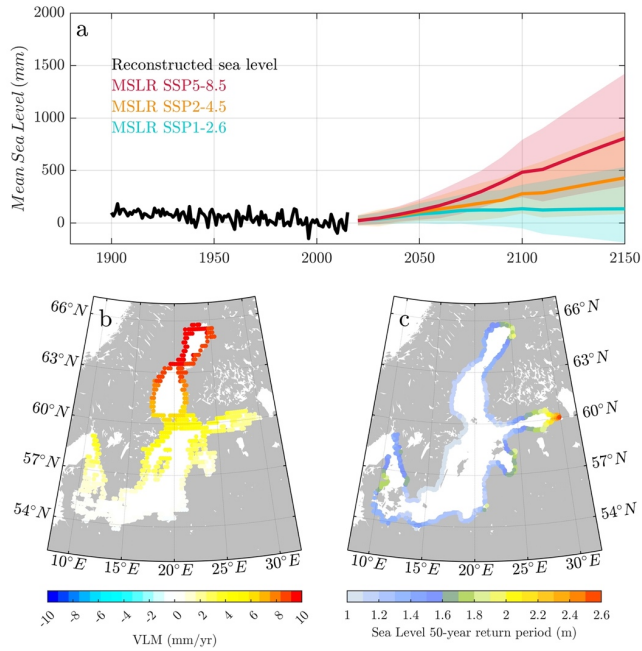 a
Reconstructed sea level
MSLR SSP5-8.5
MSLR SSP2-4.5
MSLR SSP1-2.6
Mean Sea Level (mm)
2000
1500
1000
500
0
1900
1950
2000
2050
2100
2150
b
66°N
63°N
60°N
57°N
54°N
10°E
15°E
20°E
25°E
30°E
-10
-8
-6
-4
-2
0
2
4
6
8
10
VLM (mm/yr)
c
66°N
63°N
60°N
57°N
54°N
10°E
15°E
20°E
25°E
30°E
1
1.2
1.4
1.6
1.8
2
2.2
2.4
2.6
Sea Level 50-year return period (m)